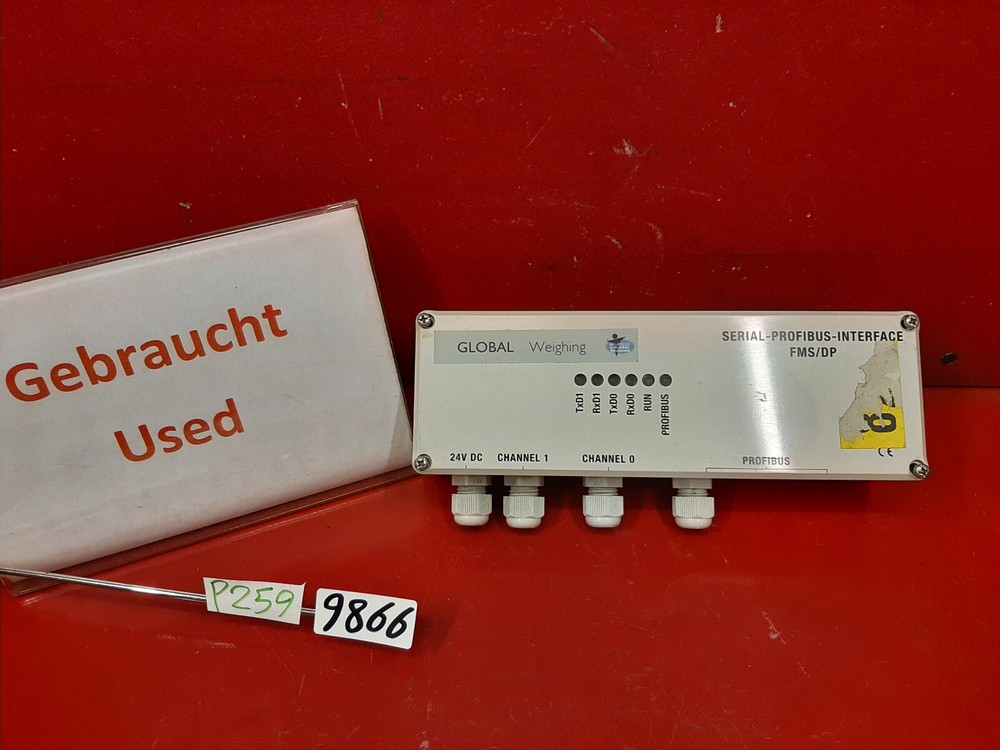 Gebraucht
Used
GLOBAL Weighing
SERIAL-PROFIBUS-INTERFACE
FMS/DP
TxD1
RxD1
TxD0
RxD0
RUN
PROFIBUS
24V DC
CHANNEL 1
CHANNEL 0
PROFIBUS
CE
P259
9866